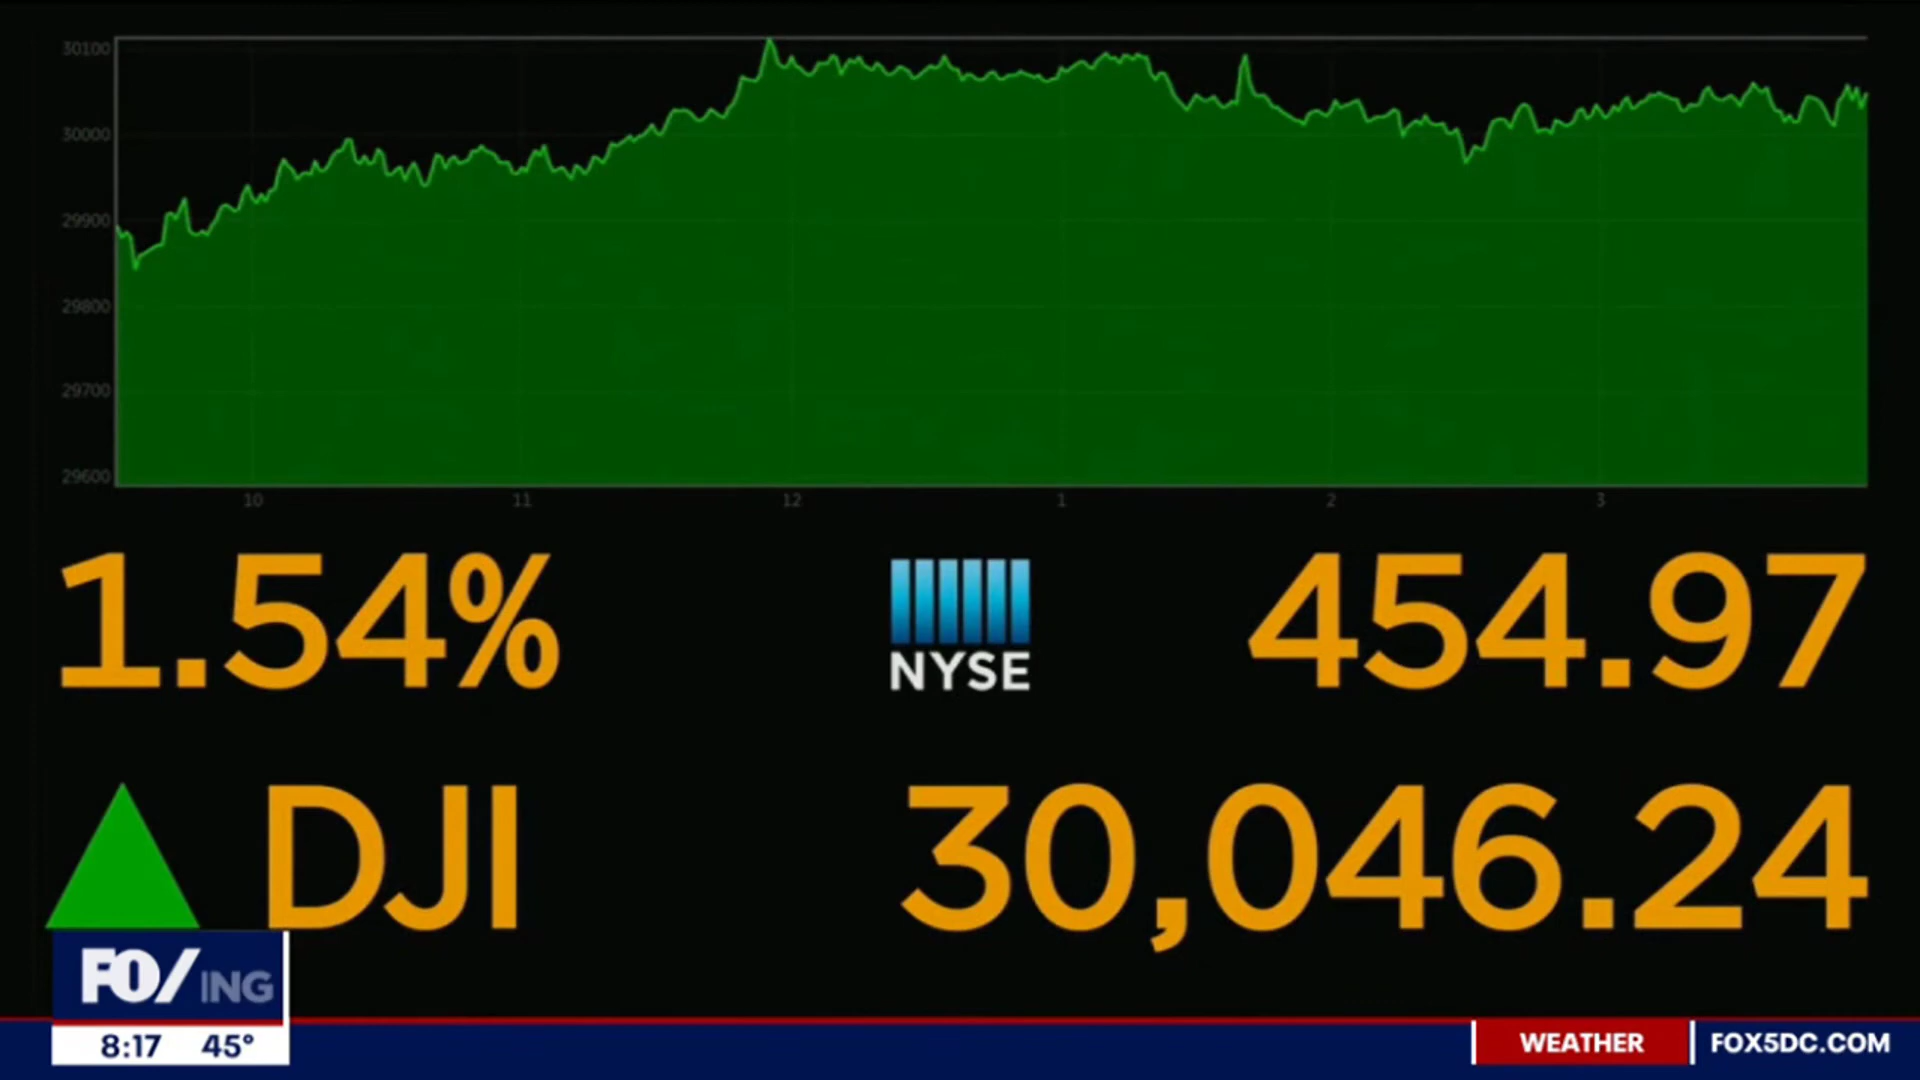 30100
30000
29900
29800
29700
29600
10 11 12 1 2 3
1.54% NYSE 454.97
DJI 30,046.24
FOX ING
8:17 45°
WEATHER FOX5DC.COM